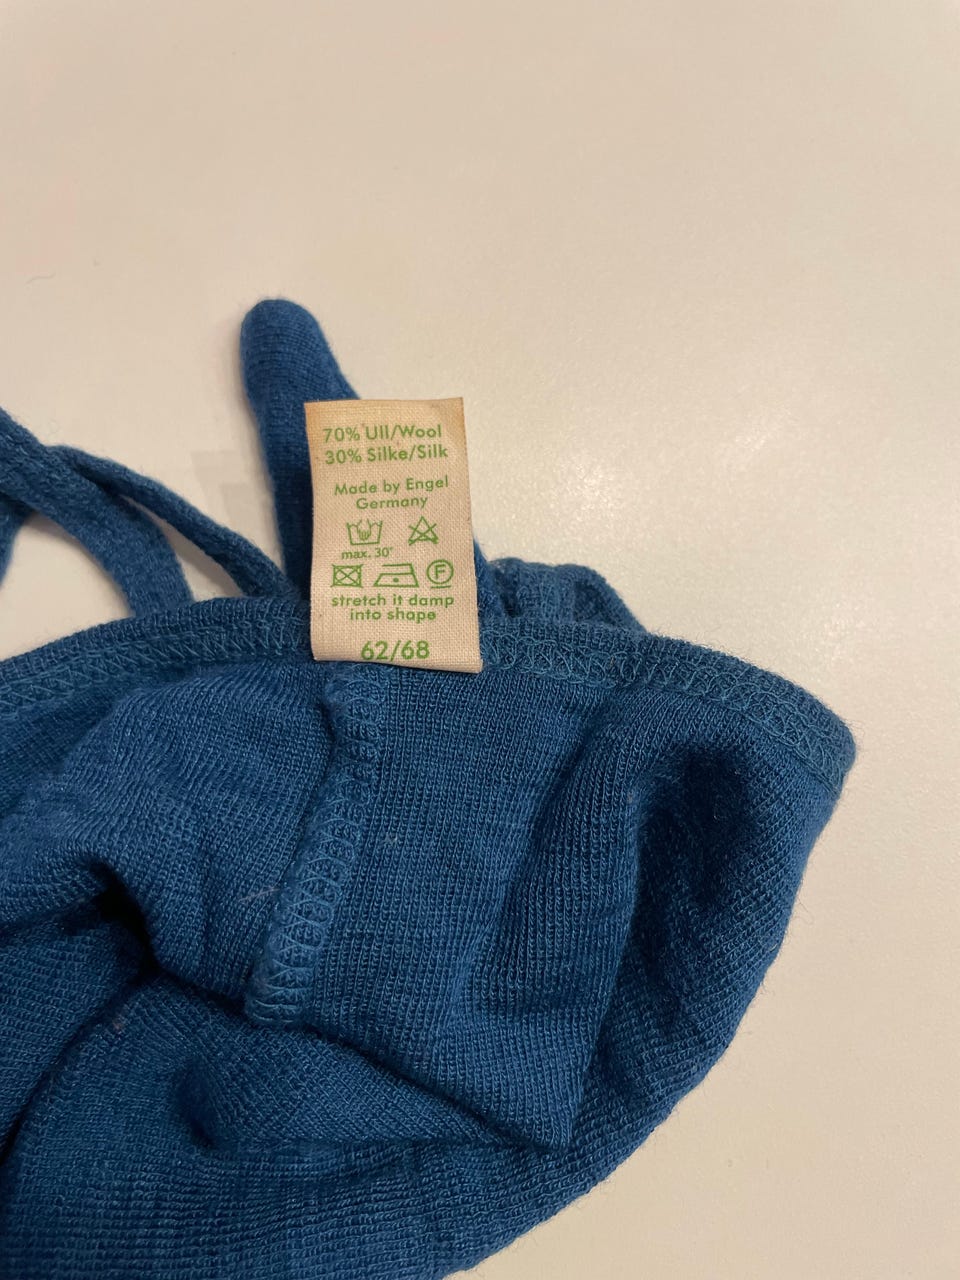 70% Ull/Wool
30% Silke/Silk
Made by Engel
Germany
max. 30°
F
stretch it damp
into shape
62/68